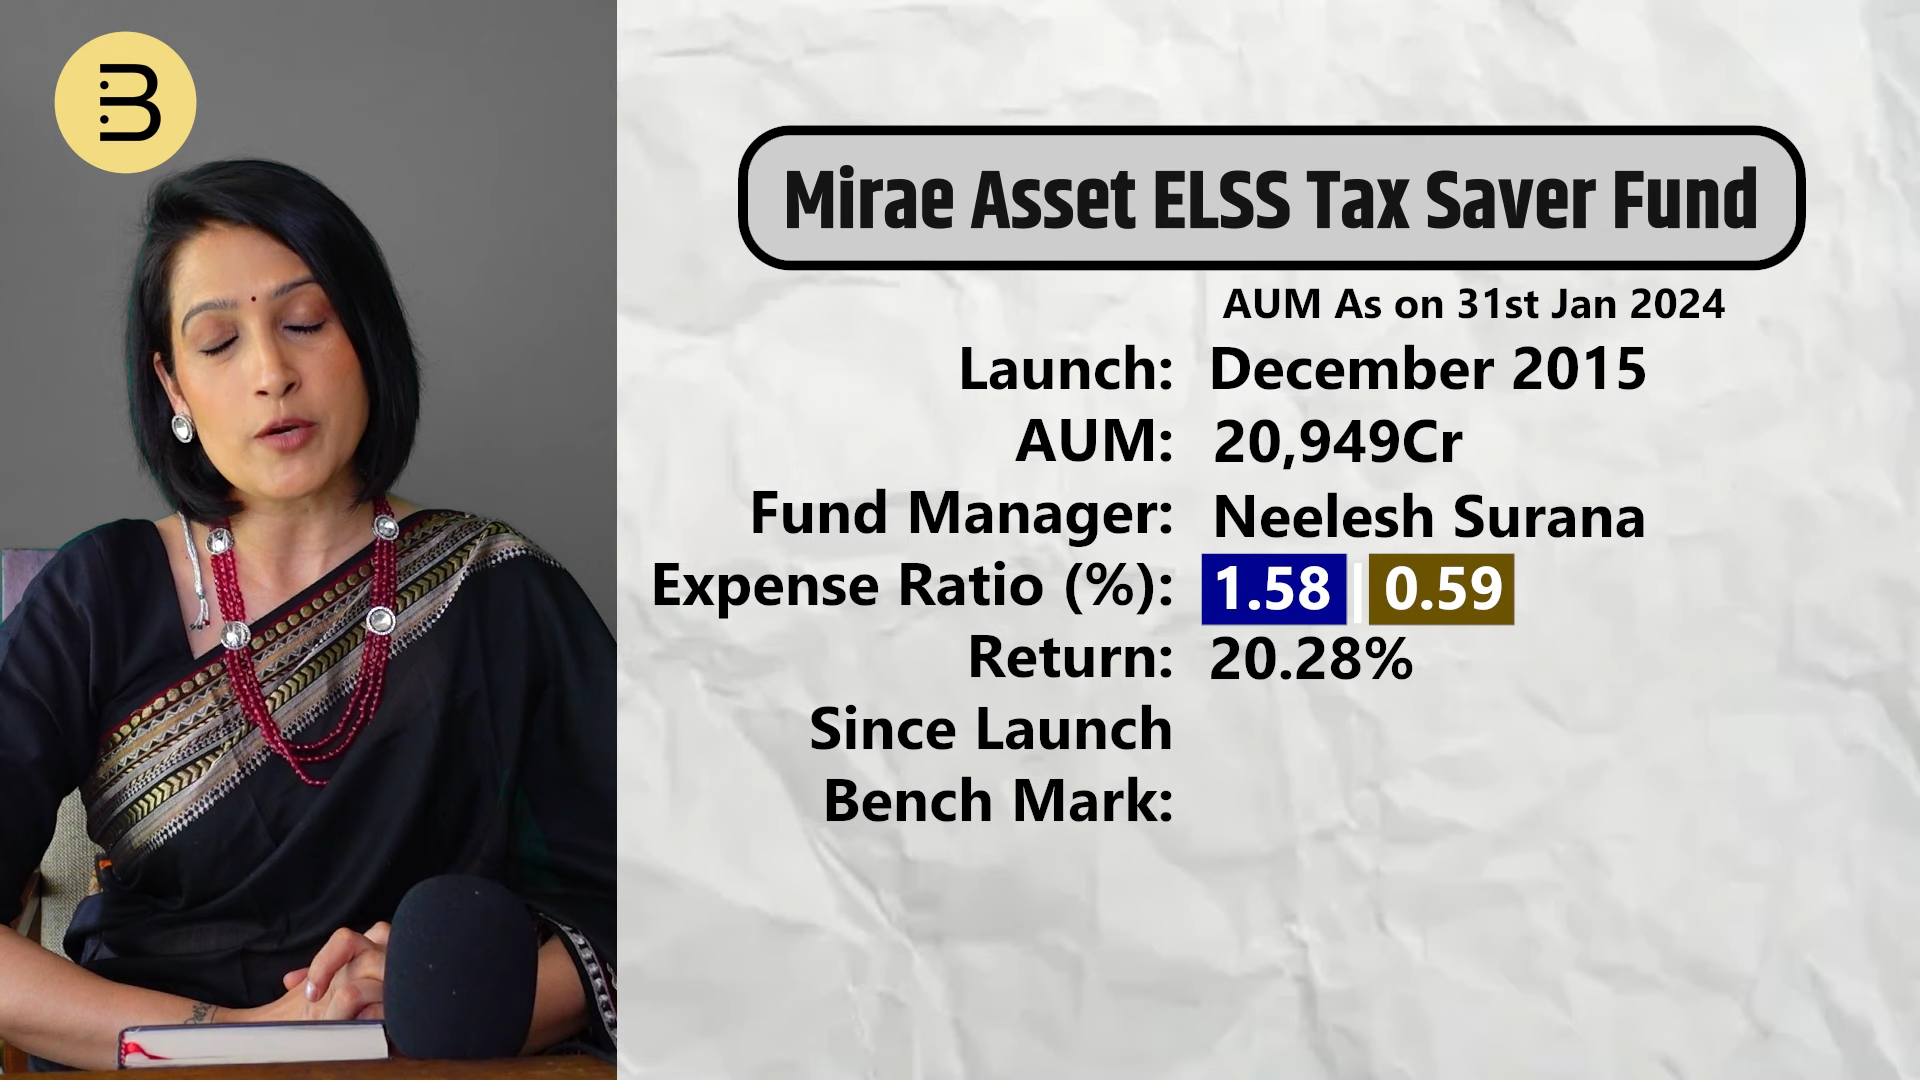 B
Mirae Asset ELSS Tax Saver Fund
AUM As on 31st Jan 2024
Launch: December 2015
AUM: 20,949Cr
Fund Manager: Neelesh Surana
Expense Ratio (%): 1.58 | 0.59
Return: 20.28%
Since Launch
Bench Mark: